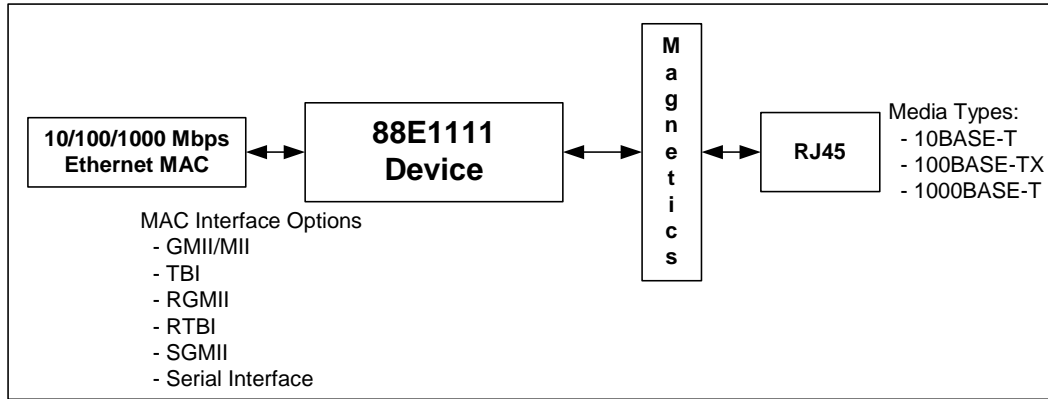 10/100/1000 Mbps
Ethernet MAC
88E1111
Device
Magnetics
RJ45
Media Types:
- 10BASE-T
- 100BASE-TX
- 1000BASE-T
MAC Interface Options
- GMII/MII
- TBI
- RGMII
- RTBI
- SGMII
- Serial Interface